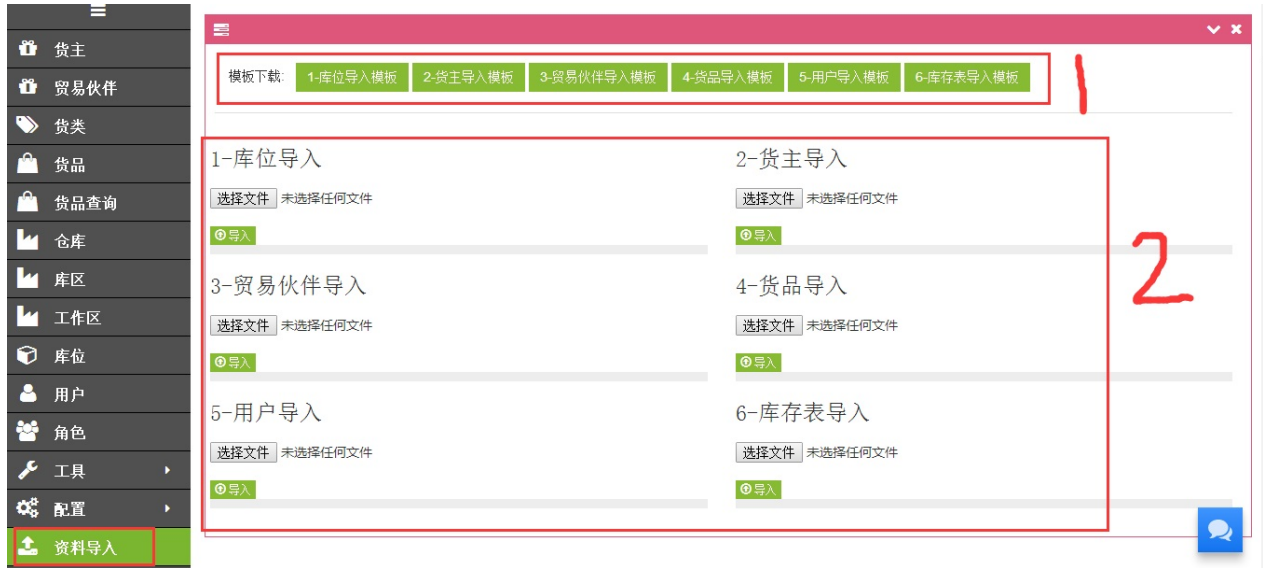 货主
贸易伙伴
货类
货品
货品查询
仓库
库区
工作区
库位
用户
角色
工具
配置
资料导入
模板下载: 1-库位导入模板 2-货主导入模板 3-贸易伙伴导入模板 4-货品导入模板 5-用户导入模板 6-库存表导入模板
1
1-库位导入
选择文件 未选择任何文件
导入
2-货主导入
选择文件 未选择任何文件
导入
3-贸易伙伴导入
选择文件 未选择任何文件
导入
4-货品导入
选择文件 未选择任何文件
导入
5-用户导入
选择文件 未选择任何文件
导入
6-库存表导入
选择文件 未选择任何文件
导入
2